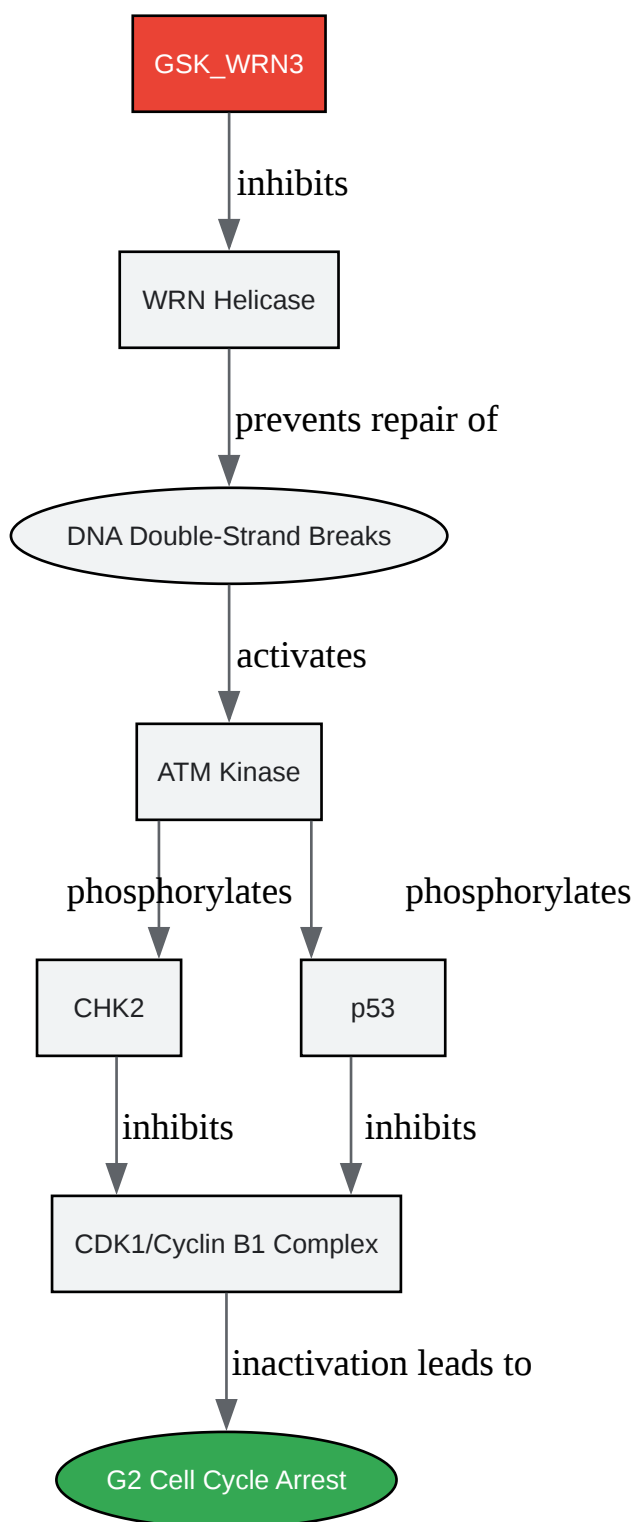 GSK_WRN3
inhibits
WRN Helicase
prevents repair of
DNA Double-Strand Breaks
activates
ATM Kinase
phosphorylates phosphorylates
CHK2 p53
inhibits inhibits
CDK1/Cyclin B1 Complex
inactivation leads to
G2 Cell Cycle Arrest